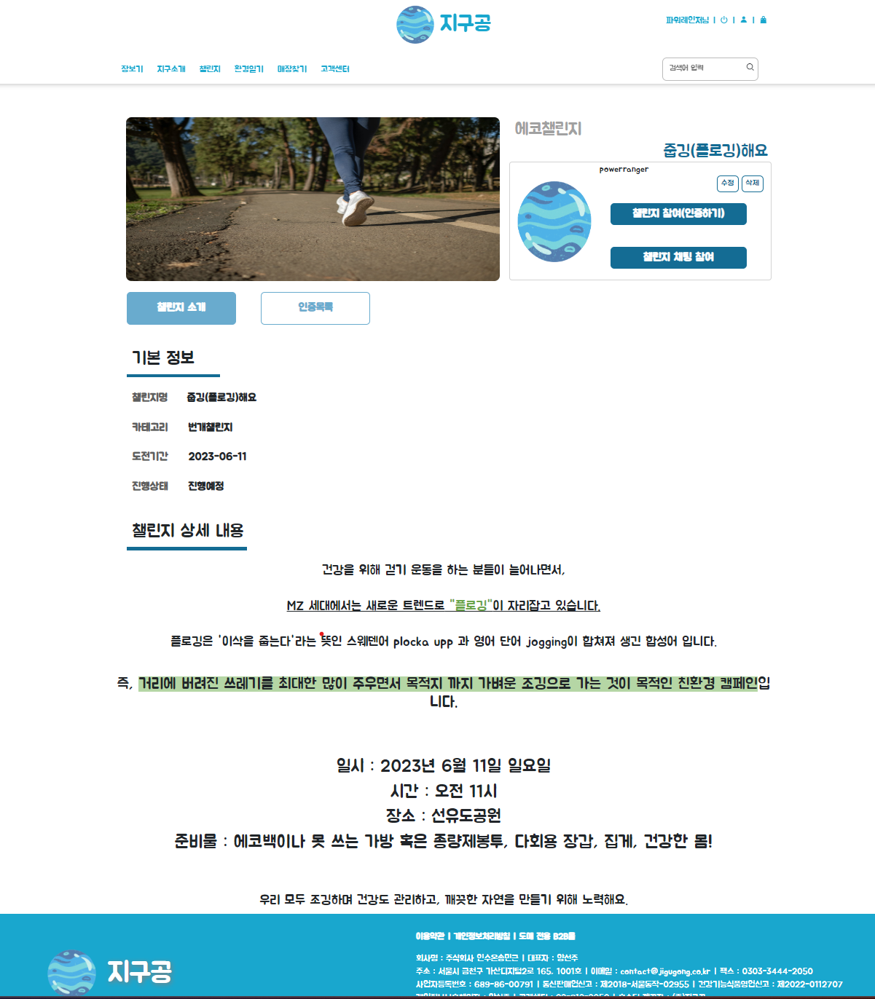 지구공
파워레인저님 | | |
장보기 지구소개 챌린지 환경일기 매장찾기 고객센터
검색어 입력
에코챌린지
줍깅(플로깅)해요
powerranger
수정 삭제
챌린지 참여(인증하기)
챌린지 채팅 참여
챌린지 소개 인증목록
기본 정보
챌린지명 줍깅(플로깅)해요
카테고리 번개챌린지
도전기간 2023-06-11
진행상태 진행예정
챌린지 상세 내용
건강을 위해 걷기 운동을 하는 분들이 늘어나면서,
MZ 세대에서는 새로운 트렌드로 "플로깅"이 자리잡고 있습니다.
플로깅은 '이삭을 줍는다'라는 뜻인 스웨덴어 plocka upp 과 영어 단어 jogging이 합쳐져 생긴 합성어 입니다.
즉, 거리에 버려진 쓰레기를 최대한 많이 주우면서 목적지 까지 가벼운 조깅으로 가는 것이 목적인 친환경 캠페인입
니다.
일시 : 2023년 6월 11일 일요일
시간 : 오전 11시
장소 : 선유도공원
준비물 : 에코백이나 못 쓰는 가방 혹은 종량제봉투, 다회용 장갑, 집게, 건강한 몸!
우리 모두 조깅하며 건강도 관리하고, 깨끗한 자연을 만들기 위해 노력해요.
이용약관 | 개인정보처리방침 | 도매 전용 B2B몰
지구공
회사명 : 주식회사 인수은송민근 | 대표자 : 양선주
주소 : 서울시 금천구 가산디지털2로 165, 1001호 | 이메일 : contact@jigugong.co.kr | 팩스 : 0303-3444-2050
사업자등록번호 : 689-86-00791 | 통신판매업신고 : 제2018-서울동작-02955 | 건강기능식품영업신고 : 제2022-0112707